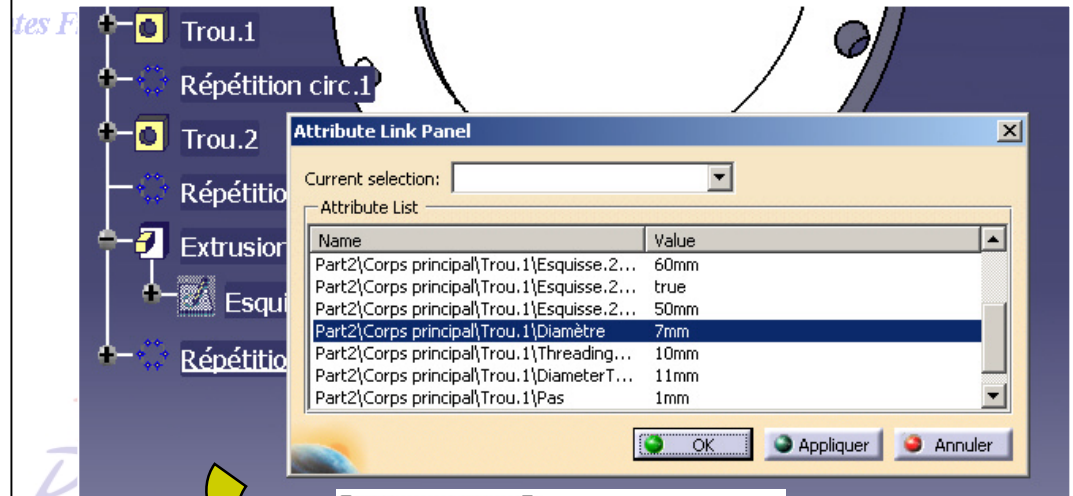 tes F
Trou.1
Répétition circ.1
Trou.2
Répétitio
Extrusion
Esqui
Répétitio
Attribute Link Panel
Current selection:
Attribute List
Name Value
Part2\Corps principal\Trou.1\Esquisse.2... 60mm
Part2\Corps principal\Trou.1\Esquisse.2... true
Part2\Corps principal\Trou.1\Esquisse.2... 50mm
Part2\Corps principal\Trou.1\Diamètre 7mm
Part2\Corps principal\Trou.1\Threading... 10mm
Part2\Corps principal\Trou.1\DiameterT... 11mm
Part2\Corps principal\Trou.1\Pas 1mm
OK Appliquer Annuler